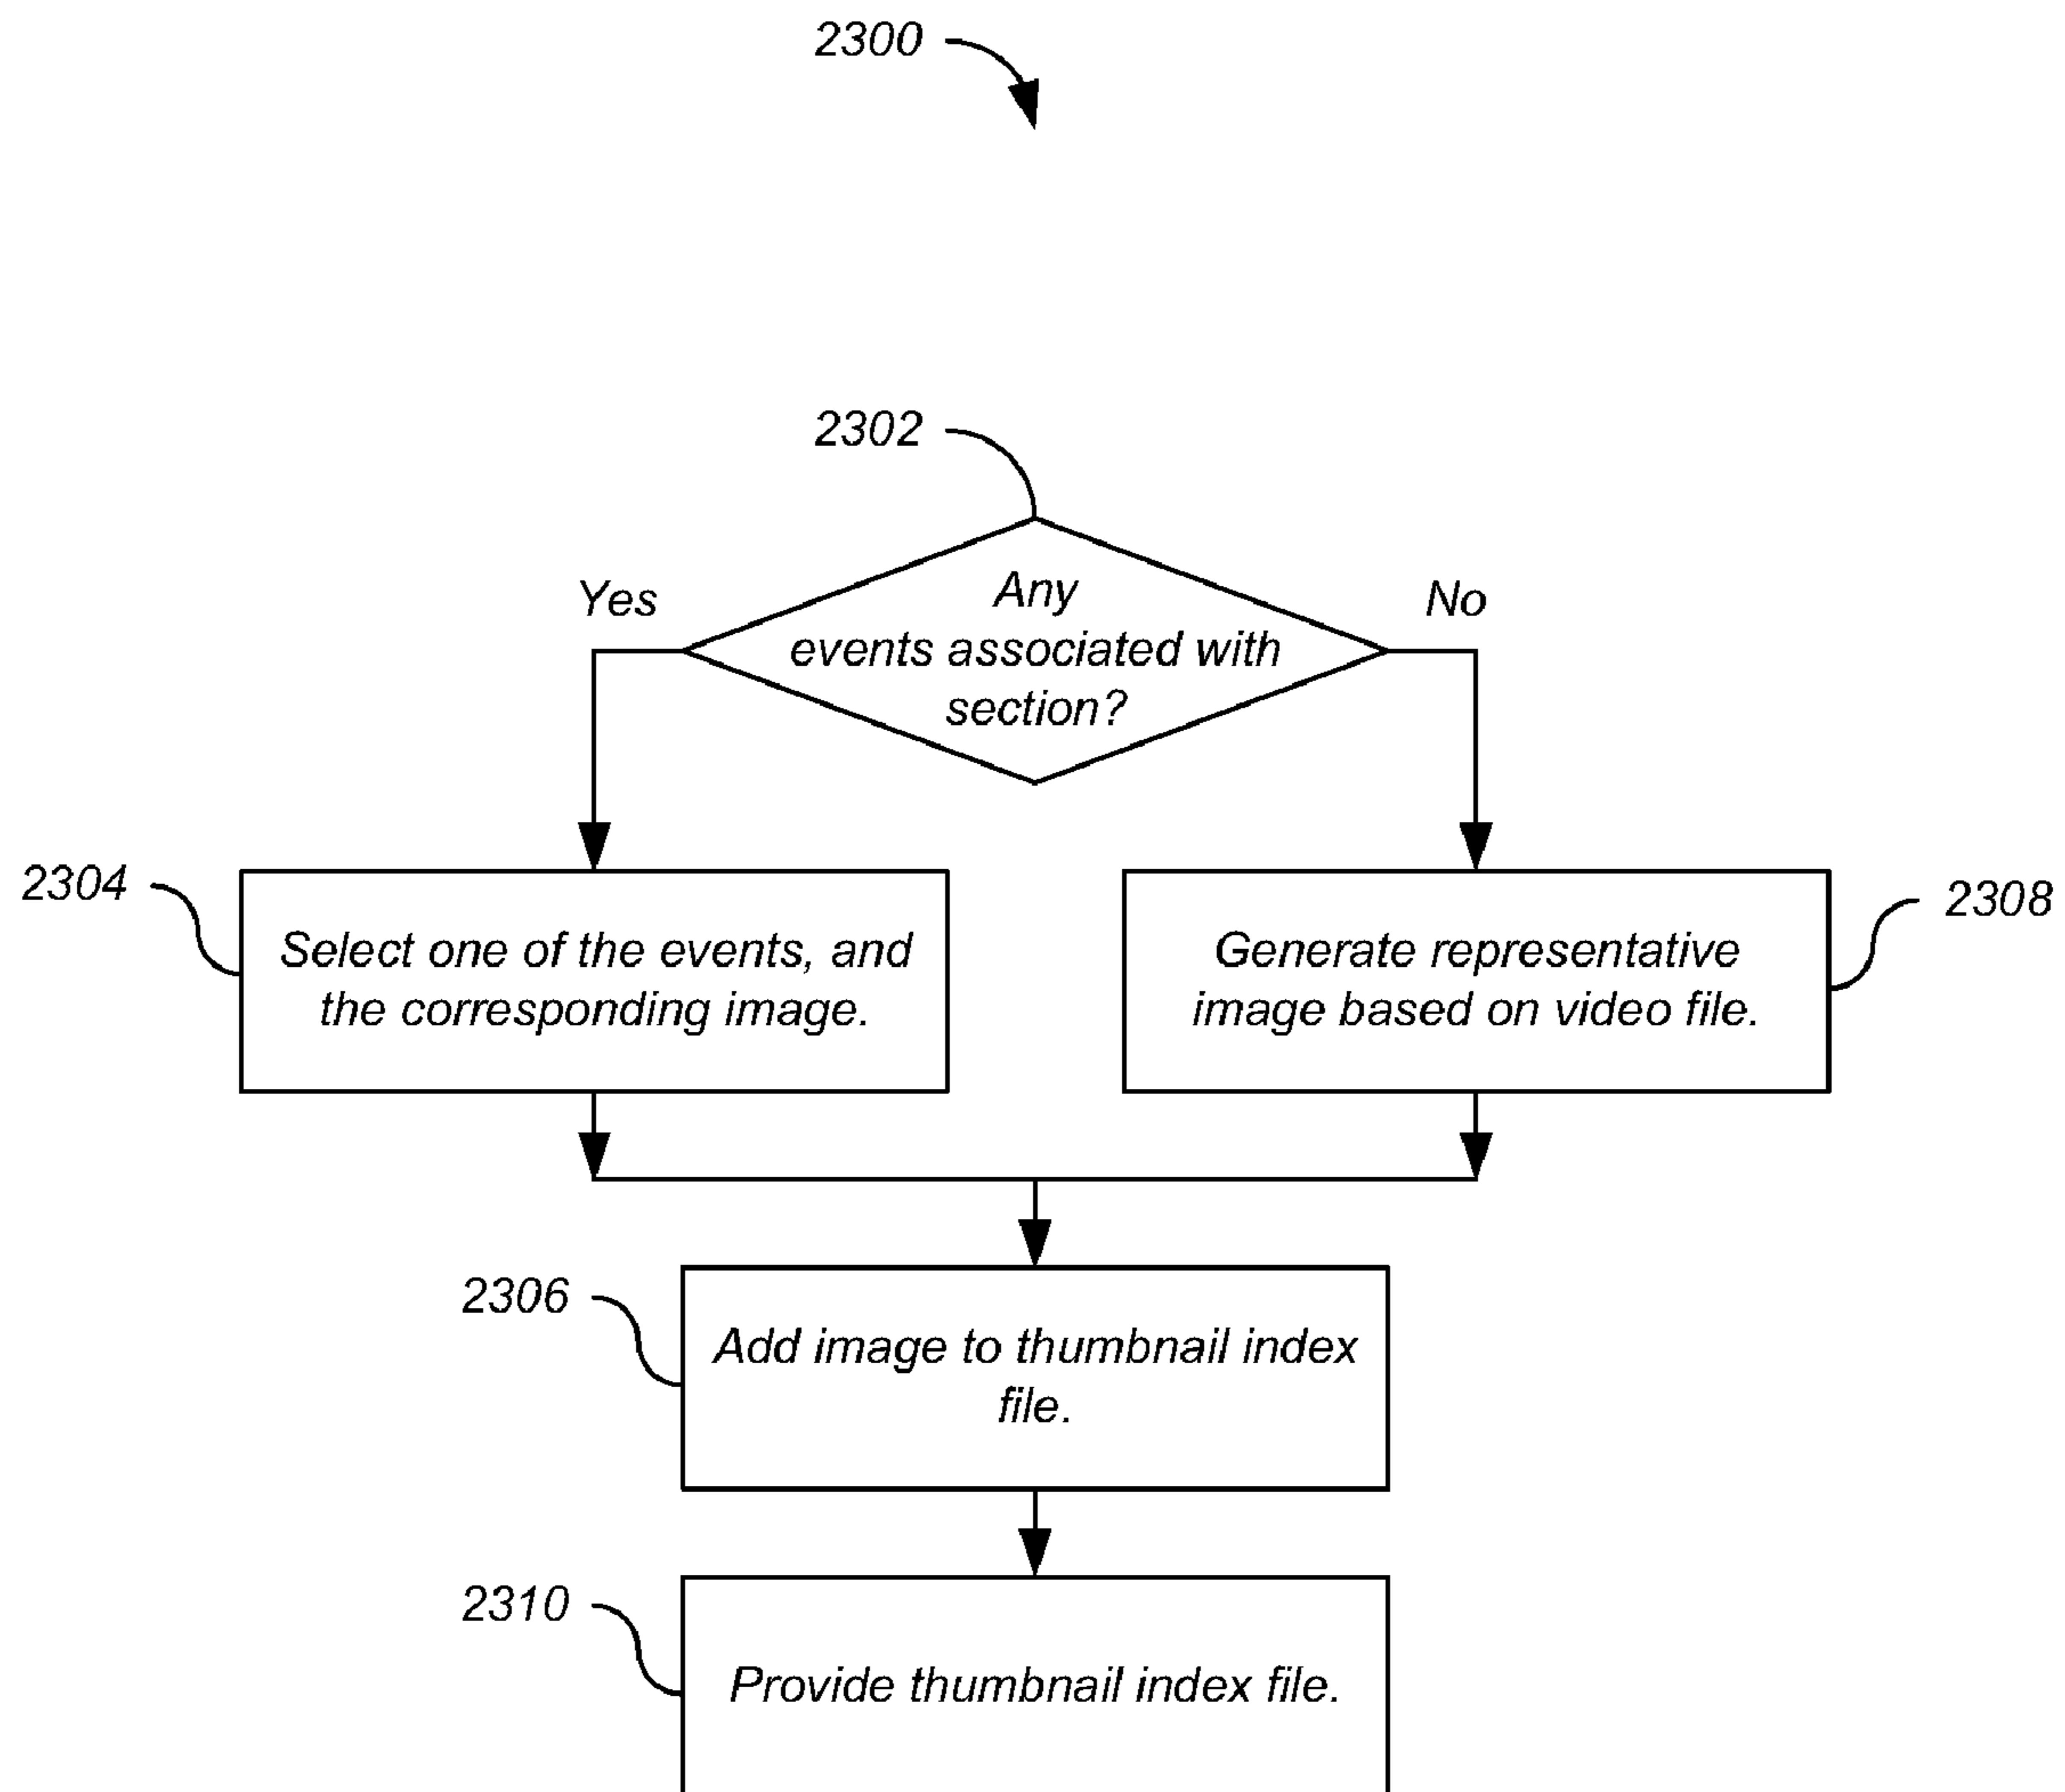 2300
2302
Yes
No
Any
events associated with
section?
2304
Select one of the events, and
the corresponding image.
2308
Generate representative
image based on video file.
2306
Add image to thumbnail index
file.
2310
Provide thumbnail index file.